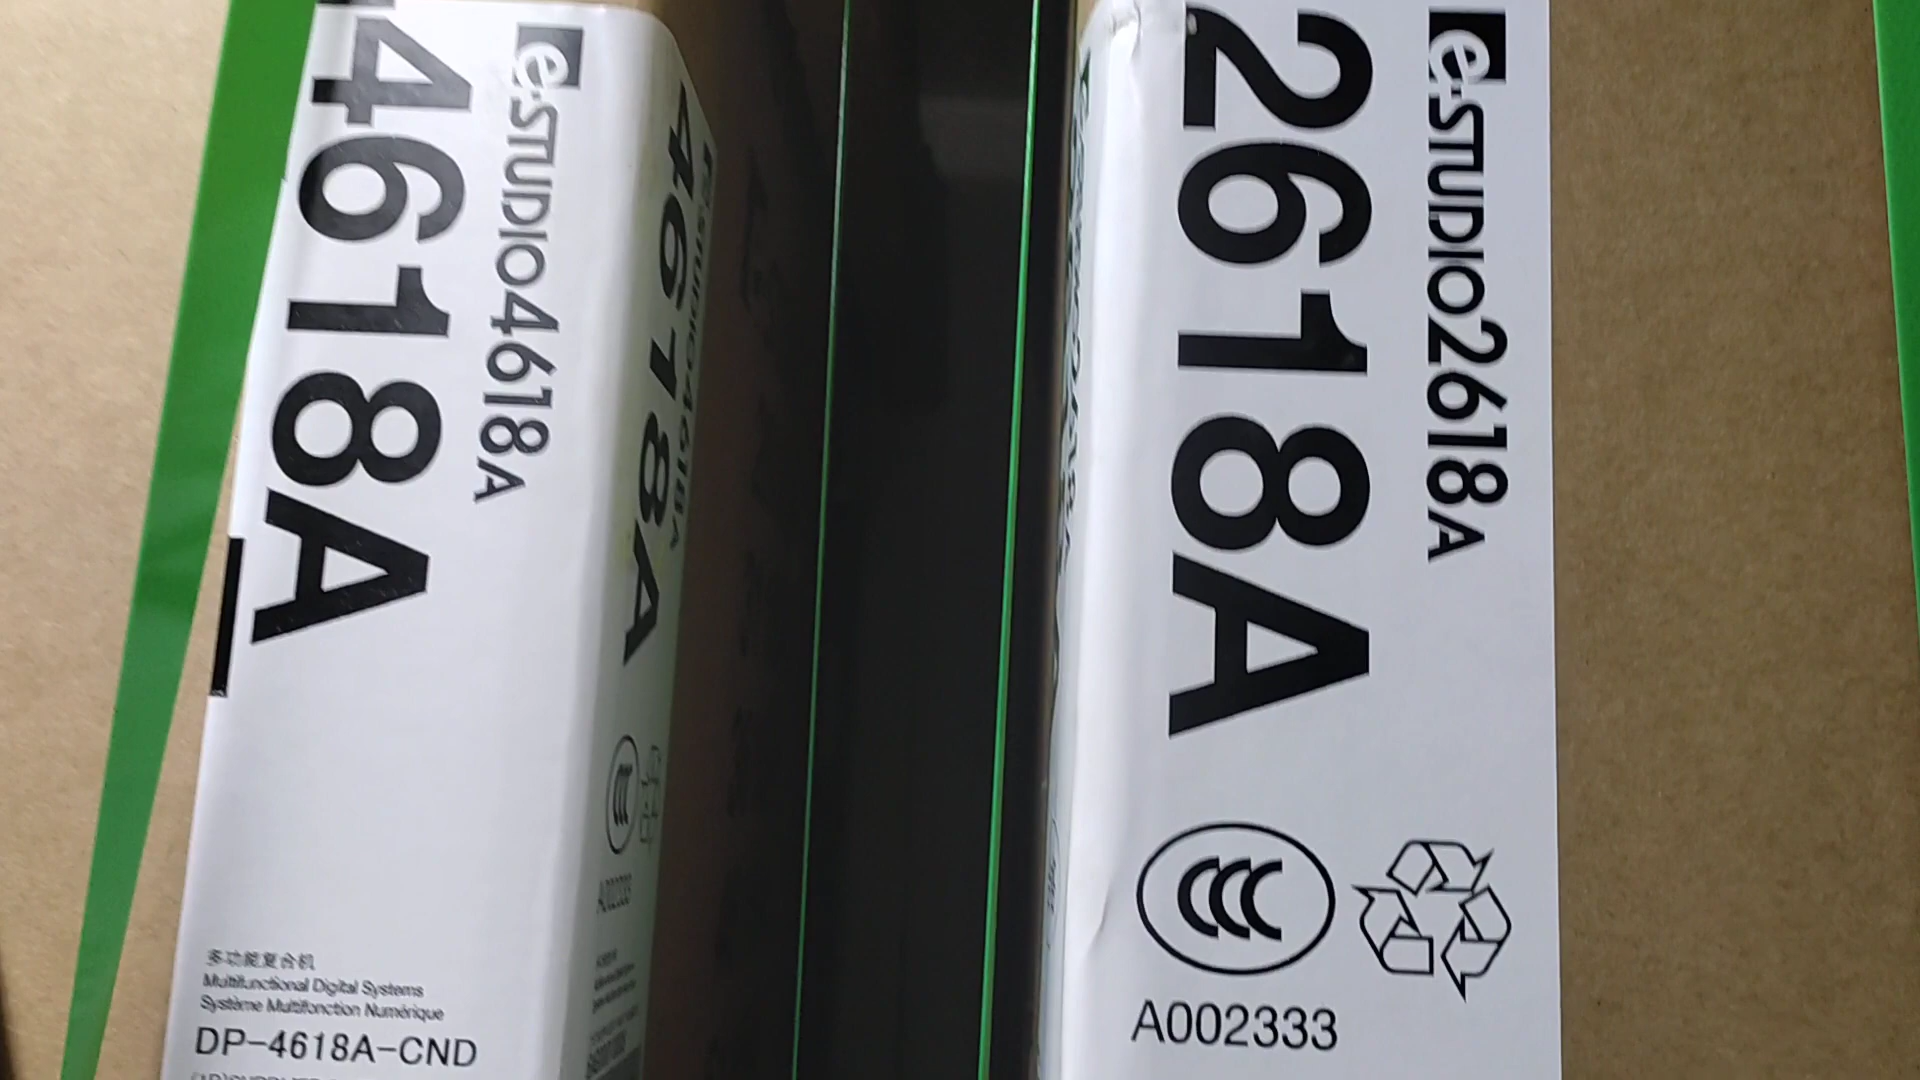 4618A
e-STUDIO4618A
多功能复合机
Multifunctional Digital Systems
Système Multifonction Numérique
DP-4618A-CND
4618A
e-STUDIO4618A
A002333
2618A
e-STUDIO2618A
A002333